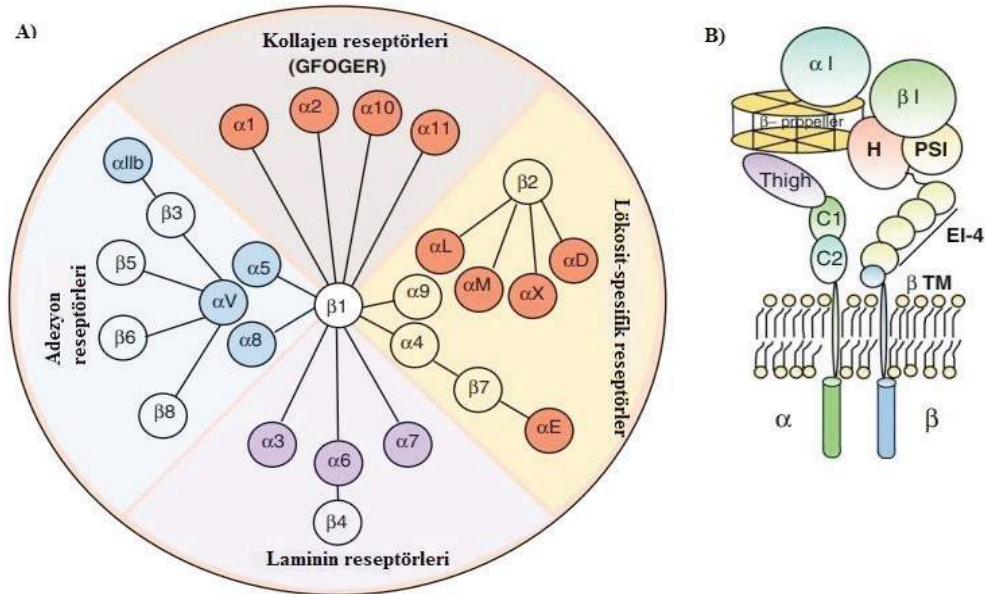 A)
Kollajen reseptörleri
(GFOGER)
α1
α2
α10
α11
αIIb
β3
β5
αV
α5
β6
α8
β8
Adezyon
reseptörleri
β1
β2
αL
αM
αX
αD
α9
α4
β7
αE
Lökosit-spesifik reseptörler
α3
α6
α7
β4
Laminin reseptörleri
B)
α I
β I
β- propeller
H
PSI
Thigh
C1
C2
EI-4
β TM
α
β